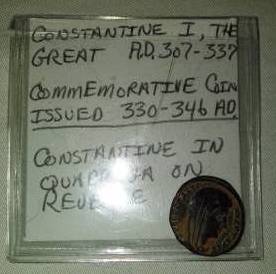 CONSTANTINE I, THE
GREAT A.D. 307-337
COMMEMORATIVE COIN
ISSUED 330-346 AD.
CONSTANTINE IN
QUADRIGA ON
REVERSE